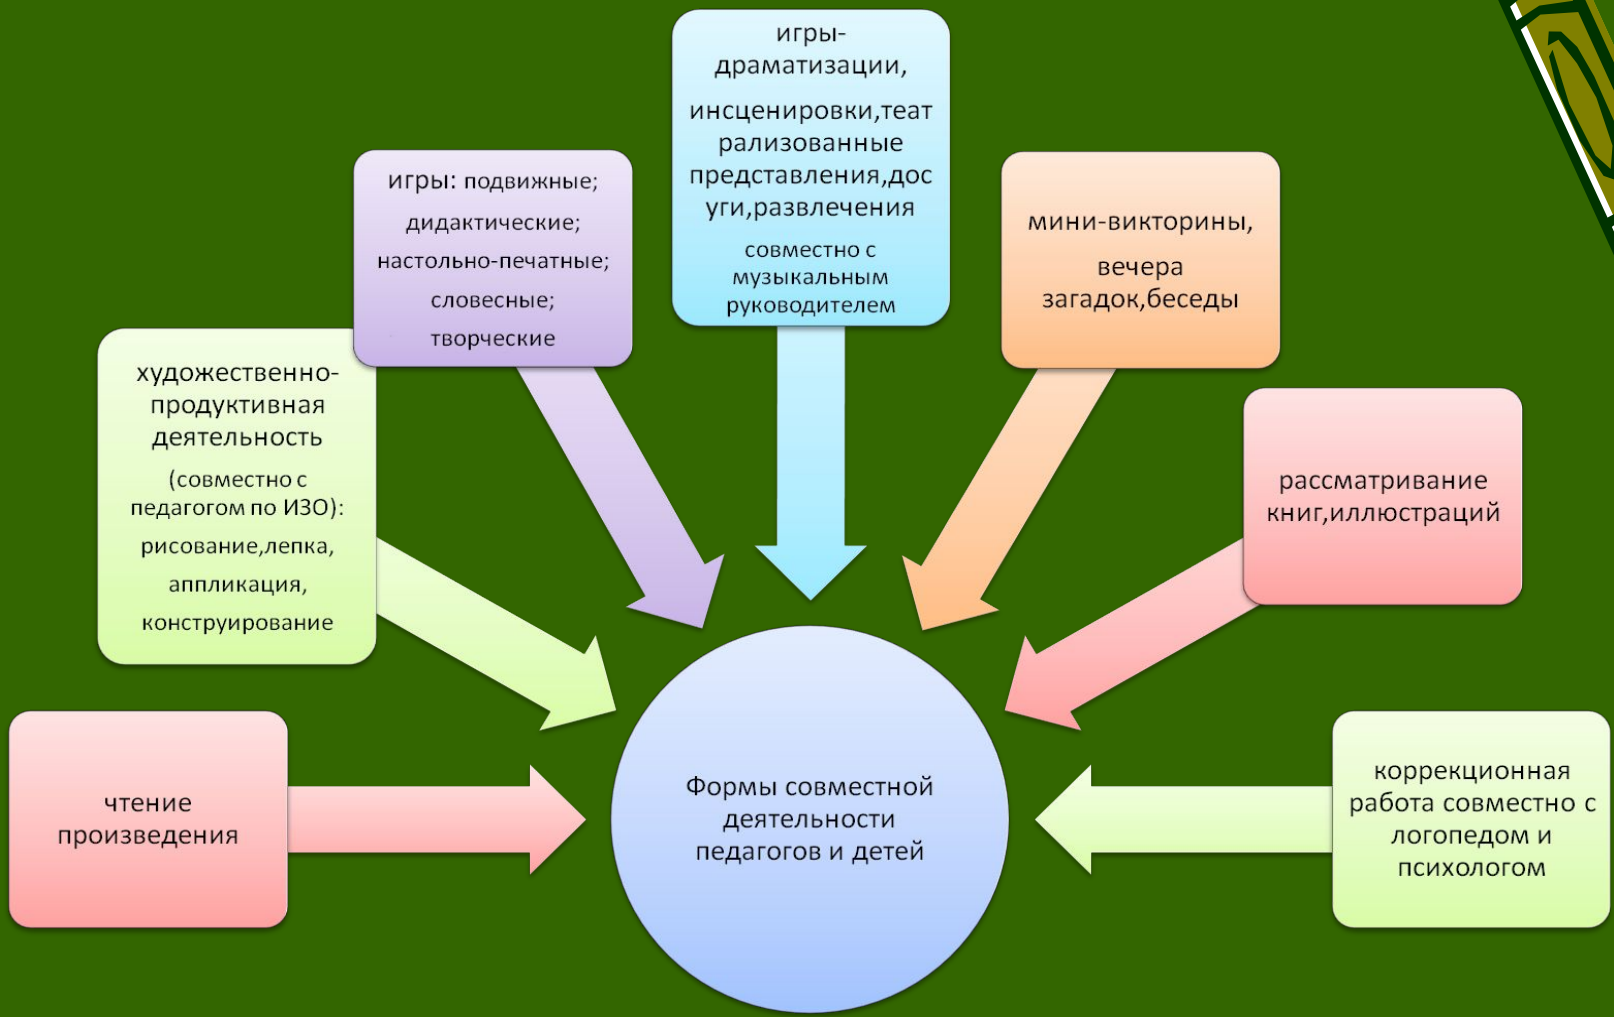 чтение
произведения
художественно-
продуктивная
деятельность
(совместно с
педагогом по ИЗО):
рисование,лепка,
аппликация,
конструирование
игры: подвижные;
дидактические;
настольно-печатные;
словесные;
творческие
игры-
драматизации,
инсценировки,теат
рализованные
представления,дос
уги,развлечения
совместно с
музыкальным
руководителем
мини-викторины,
вечера
загадок,беседы
рассматривание
книг,иллюстраций
коррекционная
работа совместно с
логопедом и
психологом
Формы совместной
деятельности
педагогов и детей